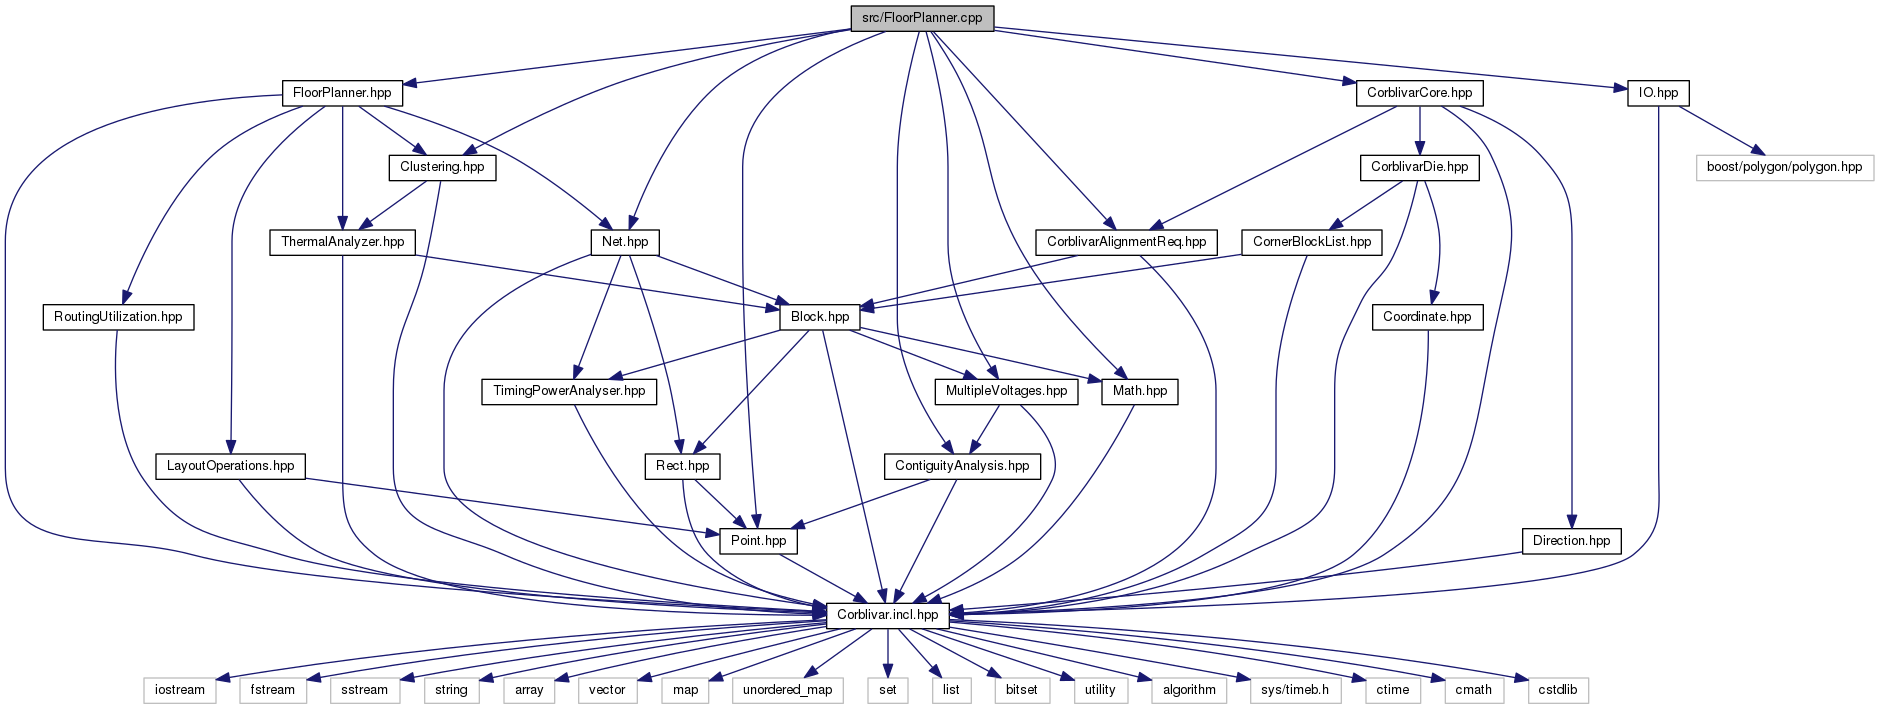 src/FloorPlanner.cpp
FloorPlanner.hpp
CorblivarCore.hpp
IO.hpp
Clustering.hpp
CorblivarDie.hpp
boost/polygon/polygon.hpp
ThermalAnalyzer.hpp
Net.hpp
CorblivarAlignmentReq.hpp
CornerBlockList.hpp
RoutingUtilization.hpp
Block.hpp
Coordinate.hpp
TimingPowerAnalyser.hpp
MultipleVoltages.hpp
Math.hpp
LayoutOperations.hpp
Rect.hpp
ContiguityAnalysis.hpp
Point.hpp
Direction.hpp
Corblivar.incl.hpp
iostream
fstream
sstream
string
array
vector
map
unordered_map
set
list
bitset
utility
algorithm
sys/timeb.h
ctime
cmath
cstdlib